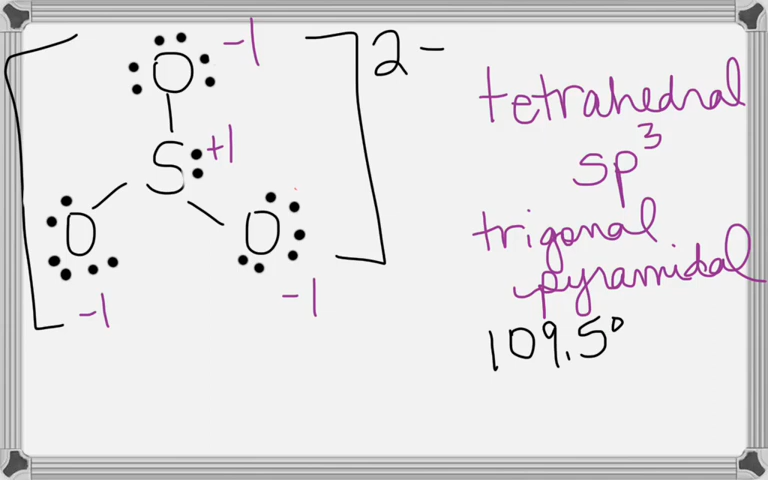 O -1
2-
S +1
O O
-1 -1
tetrahedral
sp³
trigonal
pyramidal
109.5°